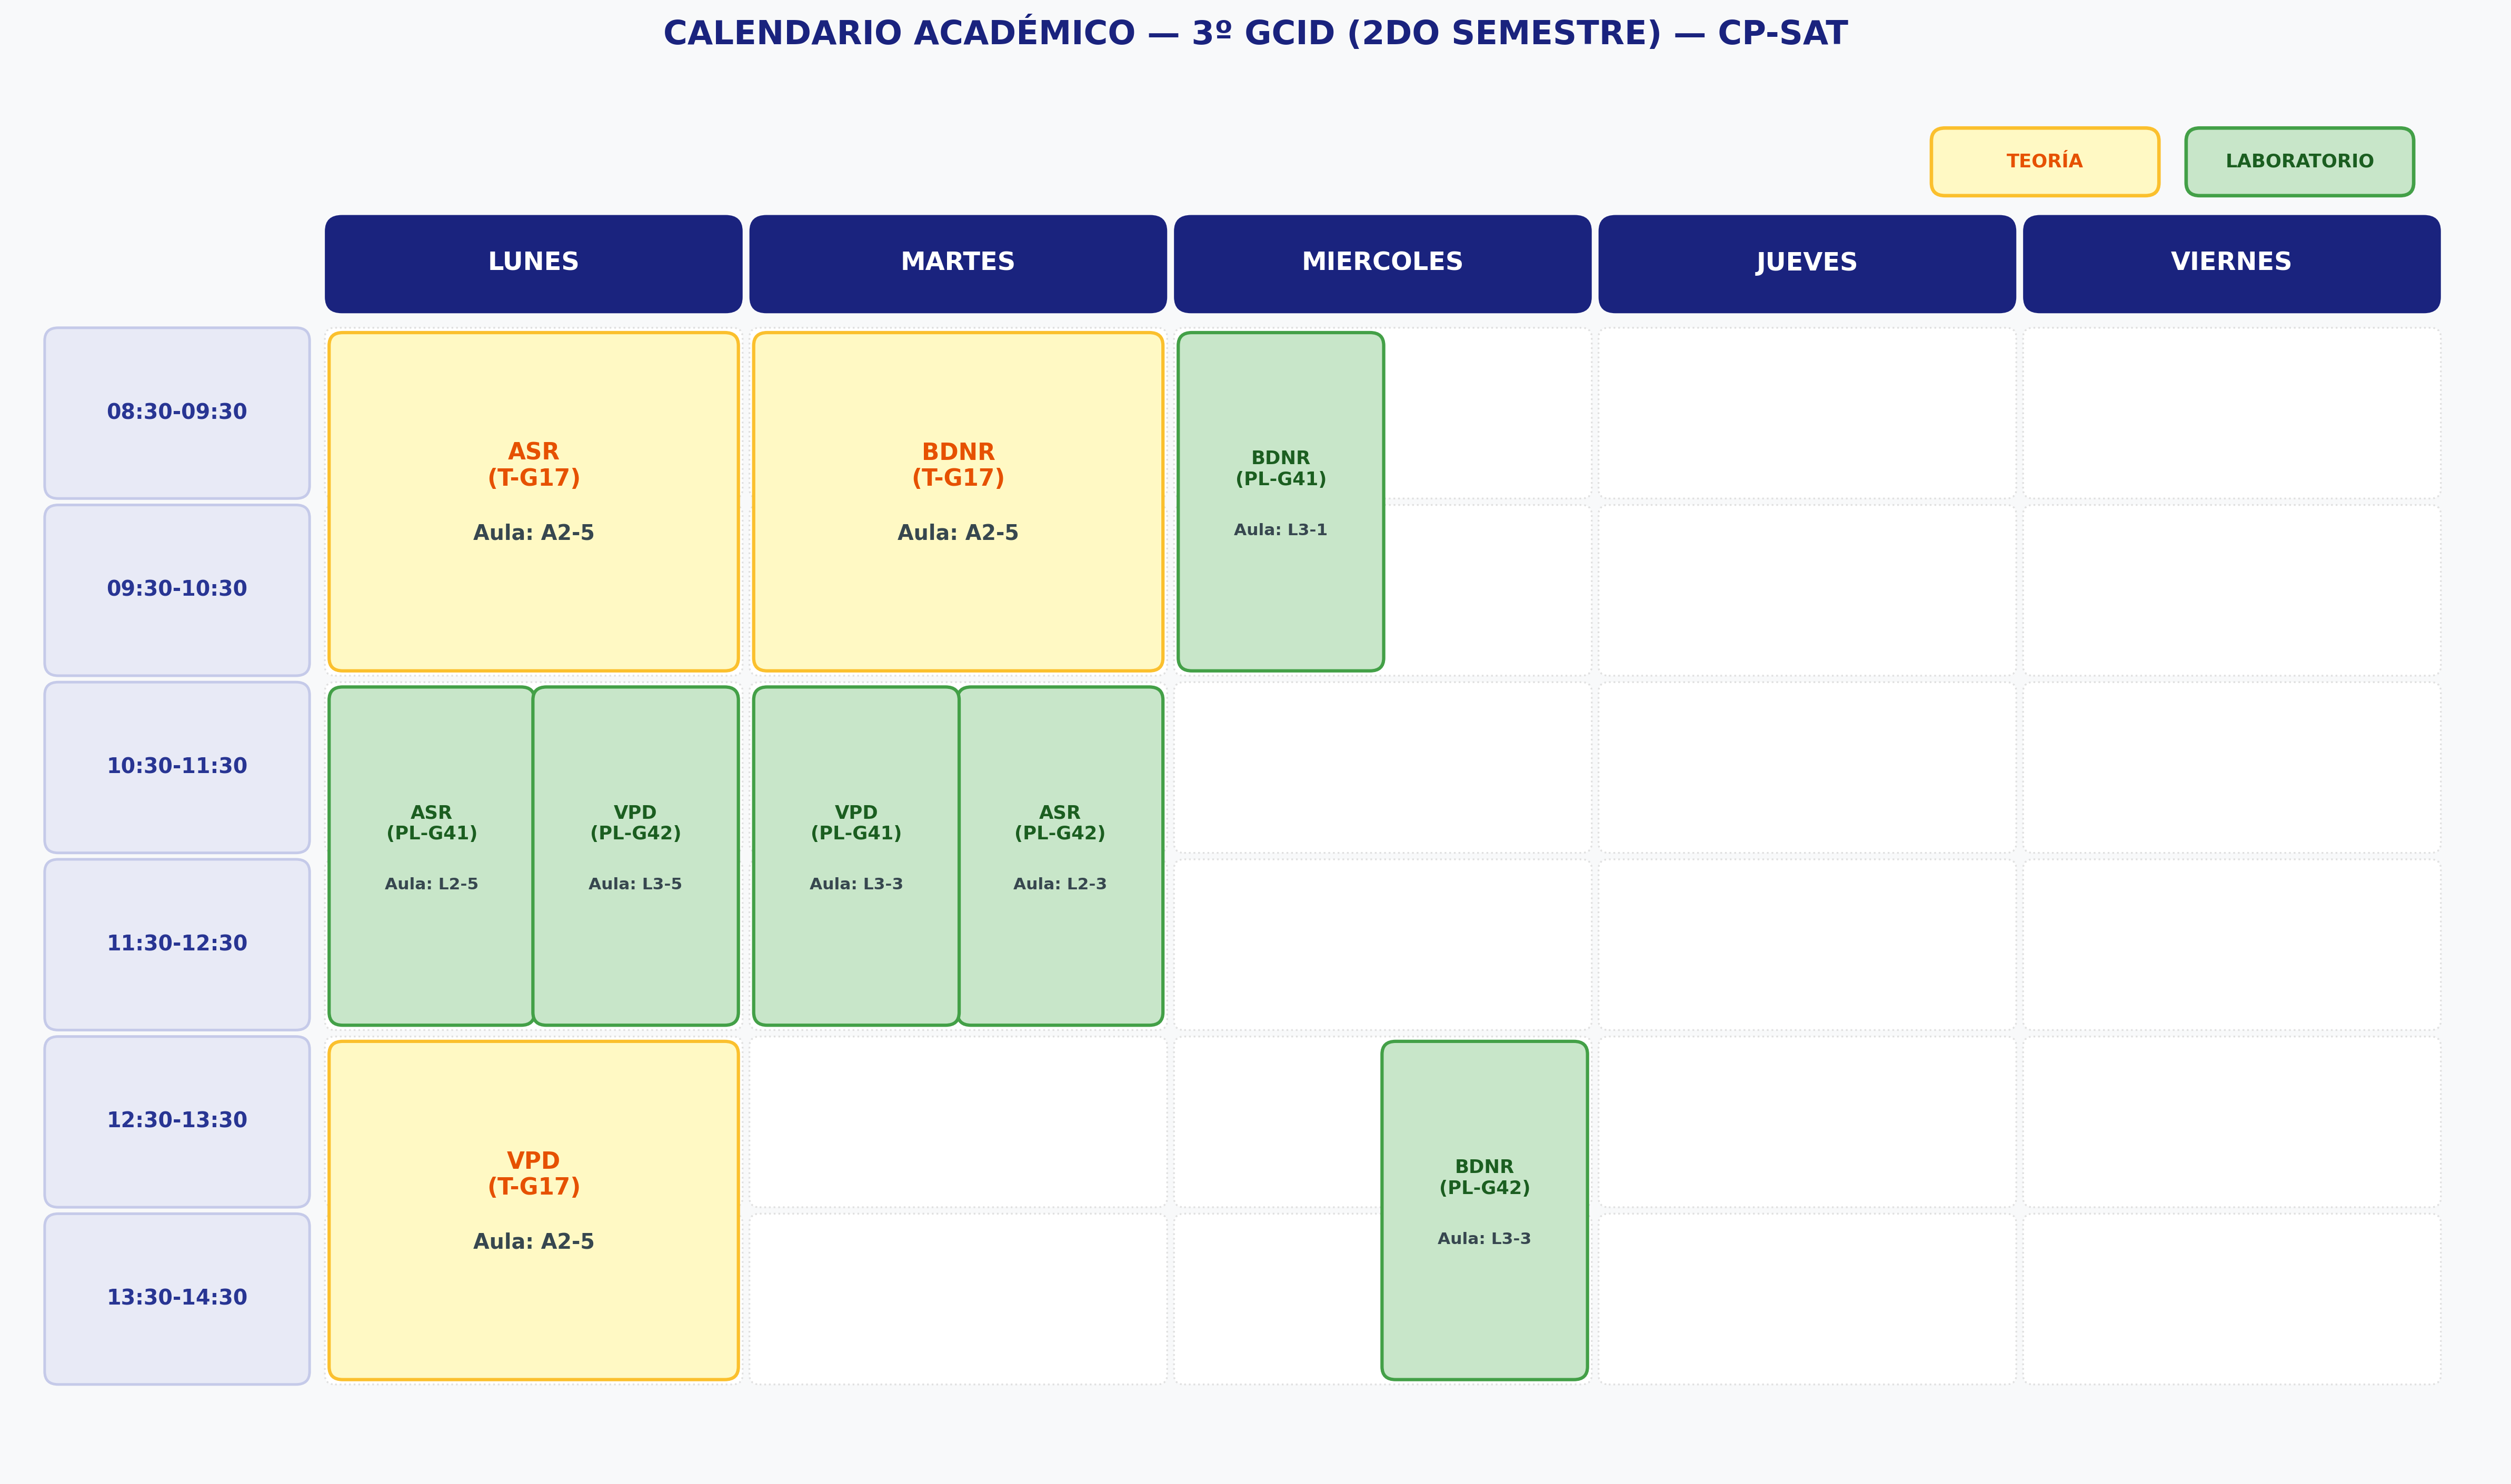 CALENDARIO ACADÉMICO — 3º GCID (2DO SEMESTRE) — CP-SAT
TEORÍA
LABORATORIO
LUNES
MARTES
MIERCOLES
JUEVES
VIERNES
08:30-09:30
ASR
(T-G17)
Aula: A2-5
BDNR
(T-G17)
Aula: A2-5
BDNR
(PL-G41)
Aula: L3-1
09:30-10:30
10:30-11:30
ASR
(PL-G41)
Aula: L2-5
VPD
(PL-G42)
Aula: L3-5
VPD
(PL-G41)
Aula: L3-3
ASR
(PL-G42)
Aula: L2-3
11:30-12:30
12:30-13:30
VPD
(T-G17)
Aula: A2-5
BDNR
(PL-G42)
Aula: L3-3
13:30-14:30